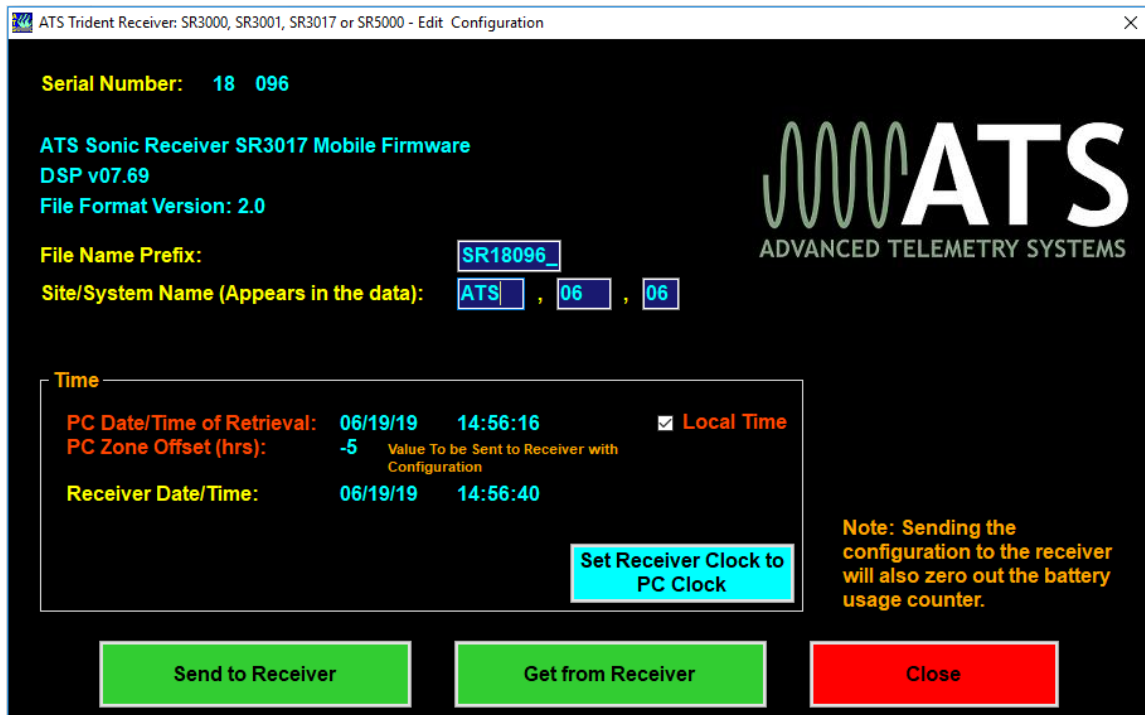 ATS Trident Receiver: SR3000, SR3001, SR3017 or SR5000 - Edit  Configuration
Serial Number: 18 096
ATS Sonic Receiver SR3017 Mobile Firmware
DSP v07.69
File Format Version: 2.0
ATS
ADVANCED TELEMETRY SYSTEMS
File Name Prefix: SR18096_
Site/System Name (Appears in the data): ATS , 06 , 06
Time
PC Date/Time of Retrieval: 06/19/19 14:56:16 Local Time
PC Zone Offset (hrs): -5 Value To be Sent to Receiver with
Configuration
Receiver Date/Time: 06/19/19 14:56:40
Set Receiver Clock to
PC Clock
Note: Sending the
configuration to the receiver
will also zero out the battery
usage counter.
Send to Receiver Get from Receiver Close